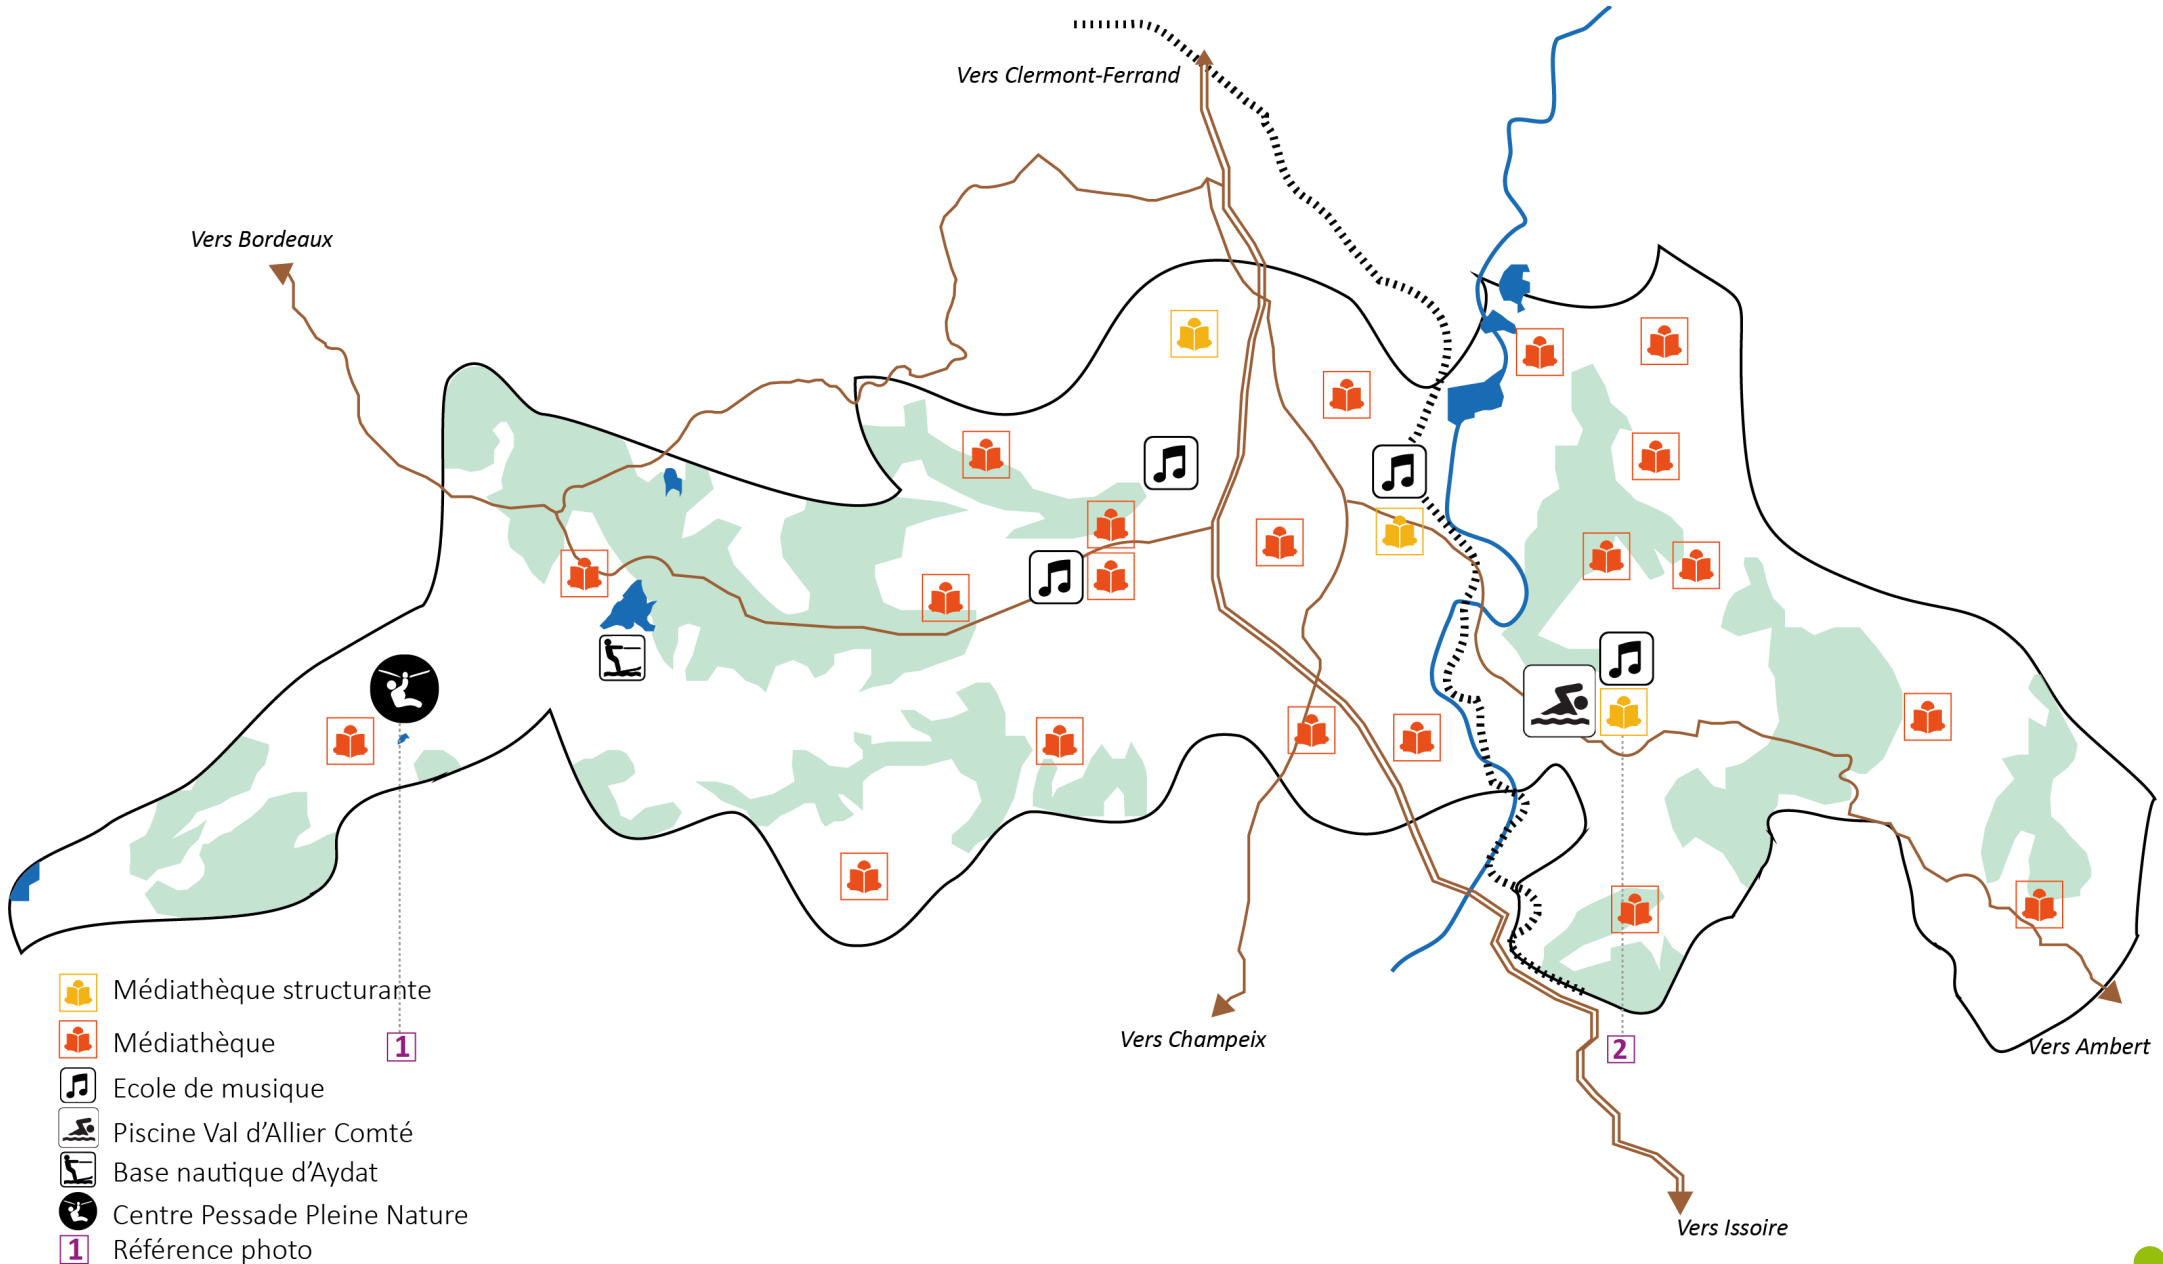 Vers Clermont-Ferrand
Vers Bordeaux
Médiathèque structurante
Médiathèque
1
Ecole de musique
Piscine Val d'Allier Comté
Base nautique d'Aydat
Centre Pessade Pleine Nature
1
Référence photo
Vers Champeix
2
Vers Ambert
Vers Issoire